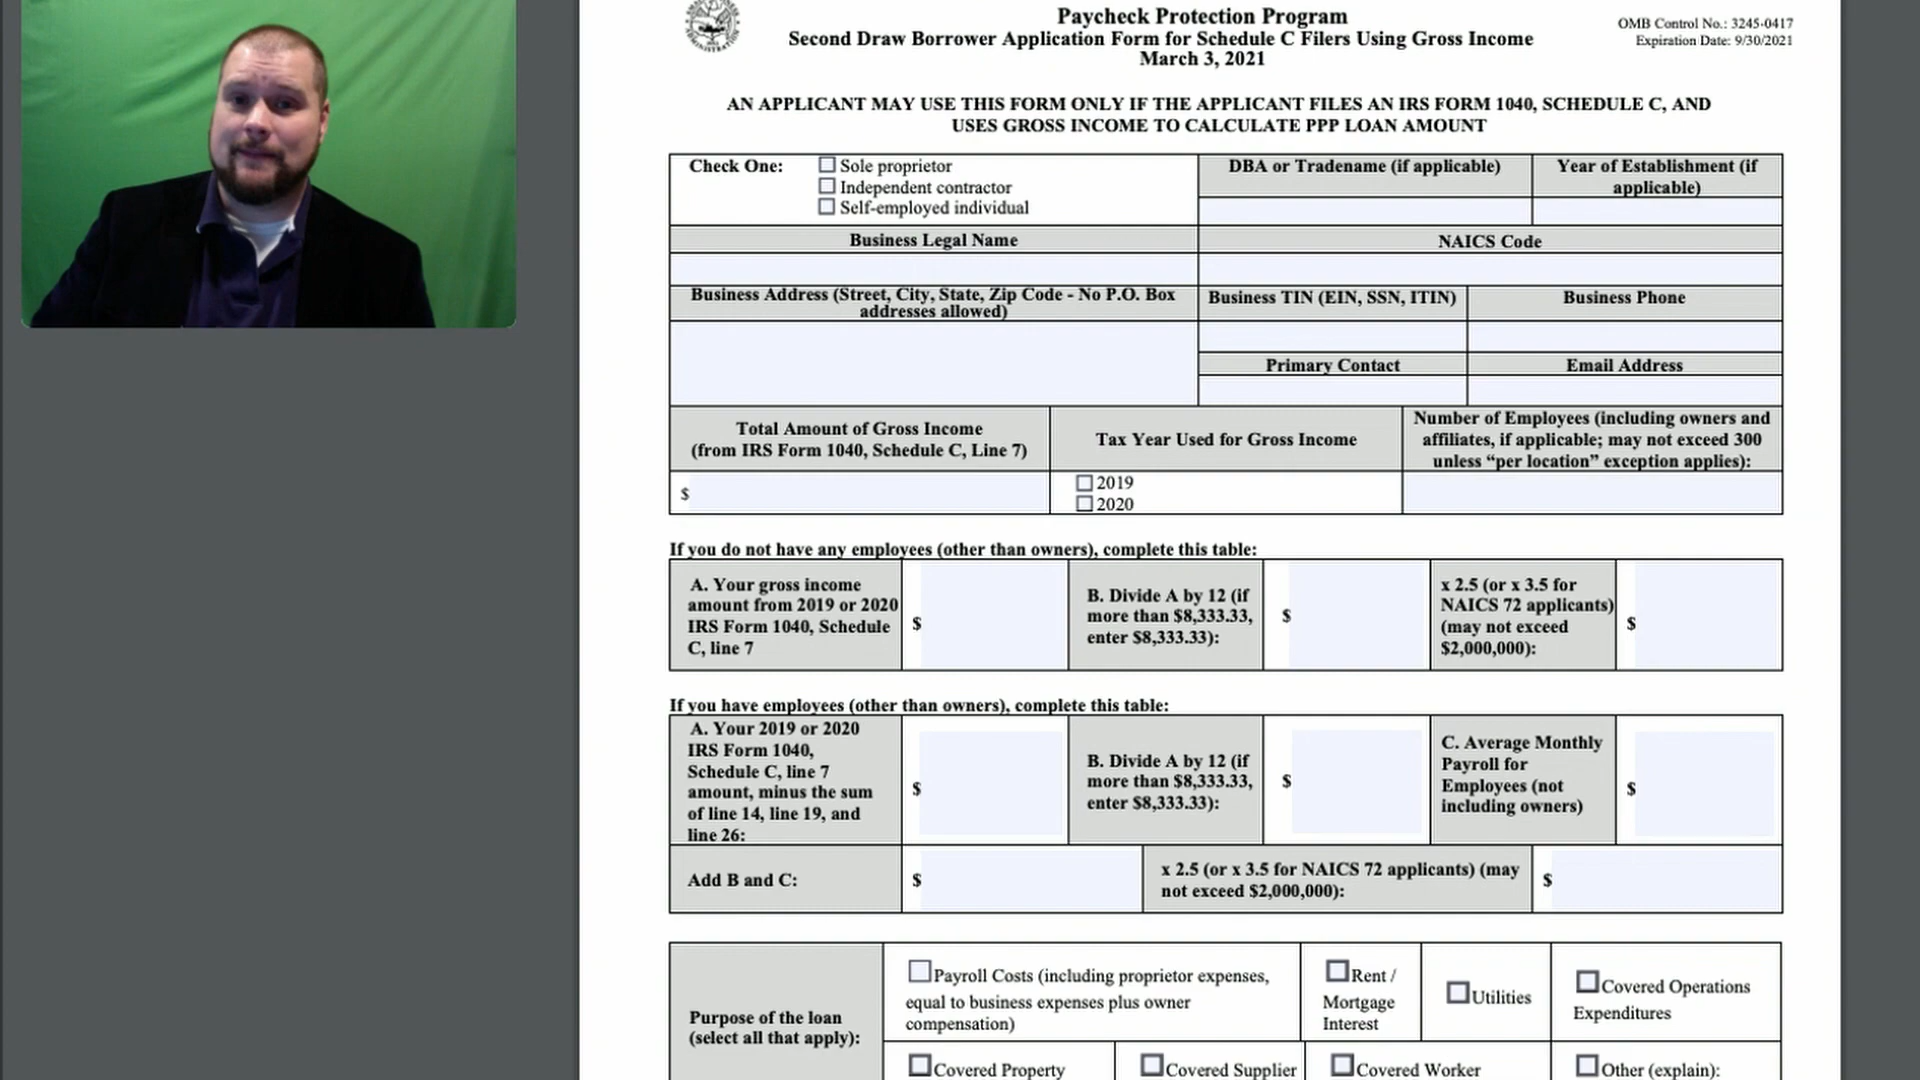 ADMINISTRATION
Paycheck Protection Program
Second Draw Borrower Application Form for Schedule C Filers Using Gross Income
March 3, 2021
OMB Control No.: 3245-0417
Expiration Date: 9/30/2021
AN APPLICANT MAY USE THIS FORM ONLY IF THE APPLICANT FILES AN IRS FORM 1040, SCHEDULE C, AND
USES GROSS INCOME TO CALCULATE PPP LOAN AMOUNT
Check One:
Sole proprietor
Independent contractor
Self-employed individual
DBA or Tradename (if applicable)
Year of Establishment (if
applicable)
Business Legal Name
NAICS Code
Business Address (Street, City, State, Zip Code - No P.O. Box
addresses allowed)
Business TIN (EIN, SSN, ITIN)
Business Phone
Primary Contact
Email Address
Total Amount of Gross Income
(from IRS Form 1040, Schedule C, Line 7)
Tax Year Used for Gross Income
Number of Employees (including owners and
affiliates, if applicable; may not exceed 300
unless “per location” exception applies):
$
2019
2020
If you do not have any employees (other than owners), complete this table:
A. Your gross income
amount from 2019 or 2020
IRS Form 1040, Schedule
C, line 7
$
B. Divide A by 12 (if
more than $8,333.33,
enter $8,333.33):
$
x 2.5 (or x 3.5 for
NAICS 72 applicants)
(may not exceed
$2,000,000):
$
If you have employees (other than owners), complete this table:
A. Your 2019 or 2020
IRS Form 1040,
Schedule C, line 7
amount, minus the sum
of line 14, line 19, and
line 26:
$
B. Divide A by 12 (if
more than $8,333.33,
enter $8,333.33):
$
C. Average Monthly
Payroll for
Employees (not
including owners)
$
Add B and C:
$
x 2.5 (or x 3.5 for NAICS 72 applicants) (may
not exceed $2,000,000):
$
Purpose of the loan
(select all that apply):
Payroll Costs (including proprietor expenses,
equal to business expenses plus owner
compensation)
Rent /
Mortgage
Interest
Utilities
Covered Operations
Expenditures
Covered Property
Covered Supplier
Covered Worker
Other (explain):